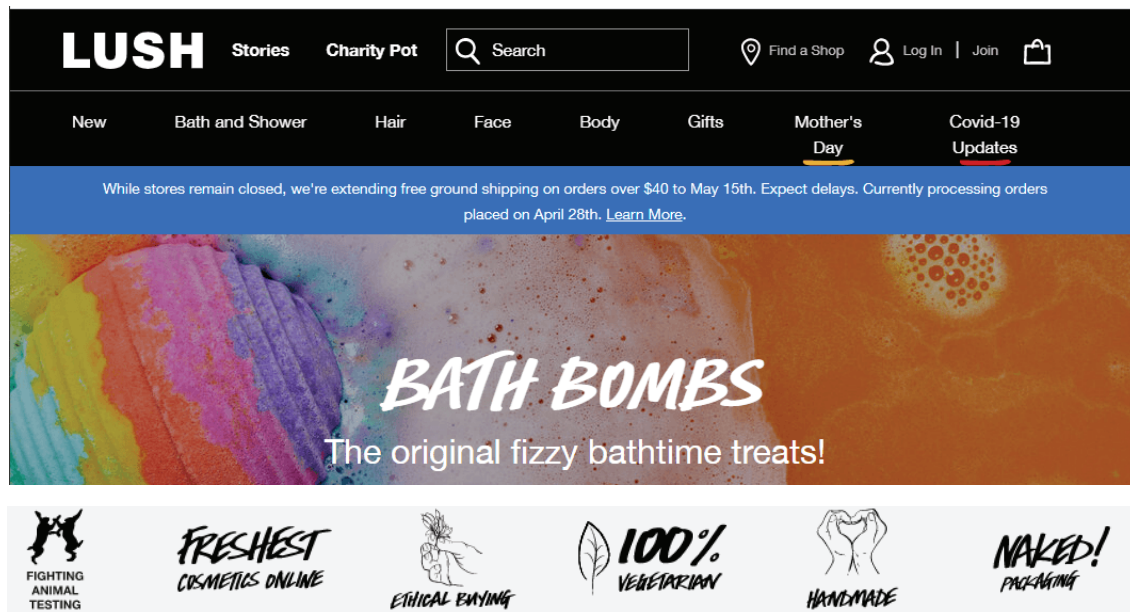 LUSH Stories Charity Pot Search Find a Shop Log In | Join
New Bath and Shower Hair Face Body Gifts Mother's Day Covid-19 Updates
While stores remain closed, we're extending free ground shipping on orders over $40 to May 15th. Expect delays. Currently processing orders
placed on April 28th. Learn More.
BATH BOMBS
The original fizzy bathtime treats!
FIGHTING
ANIMAL
TESTING
FRESHEST
COSMETICS ONLINE
ETHICAL BUYING
100%
VEGETARIAN
HANDMADE
NAKED!
PACKAGING